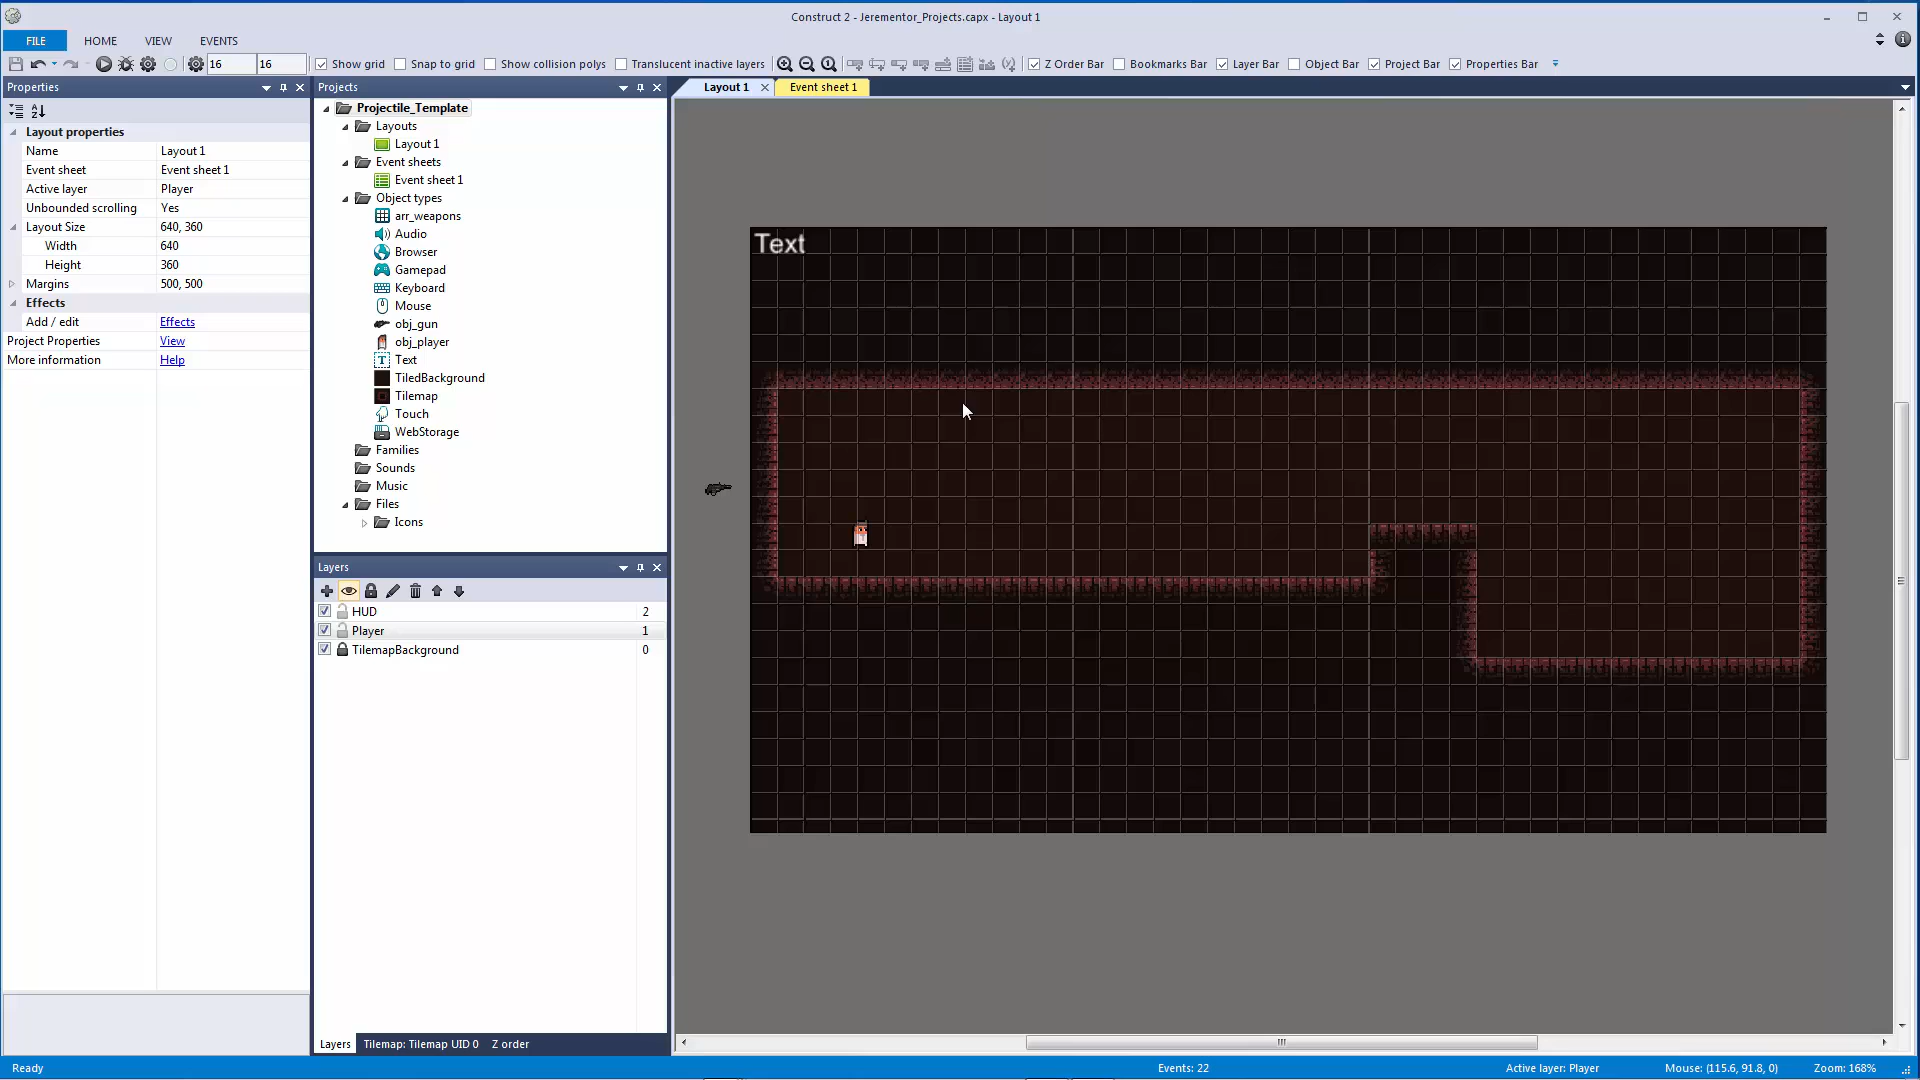 Construct 2 - Jerementor_Projects.capx - Layout 1
FILE HOME VIEW EVENTS
16 16 Show grid Snap to grid Show collision polys Translucent inactive layers Z Order Bar Bookmarks Bar Layer Bar Object Bar Project Bar Properties Bar
Properties
Layout properties
Name Layout 1
Event sheet Event sheet 1
Active layer Player
Unbounded scrolling Yes
Layout Size 640, 360
Width 640
Height 360
Margins 500, 500
Effects
Add / edit Effects
Project Properties View
More information Help
Projects
Projectile_Template
Layouts
Layout 1
Event sheets
Event sheet 1
Object types
arr_weapons
Audio
Browser
Gamepad
Keyboard
Mouse
obj_gun
obj_player
Text
TiledBackground
Tilemap
Touch
WebStorage
Families
Sounds
Music
Files
Icons
Layers
HUD 2
Player 1
TilemapBackground 0
Layers Tilemap: Tilemap UID 0 Z order
Layout 1 Event sheet 1
Text
Ready Events: 22 Active layer: Player Mouse: (115.6, 91.8, 0) Zoom: 168%